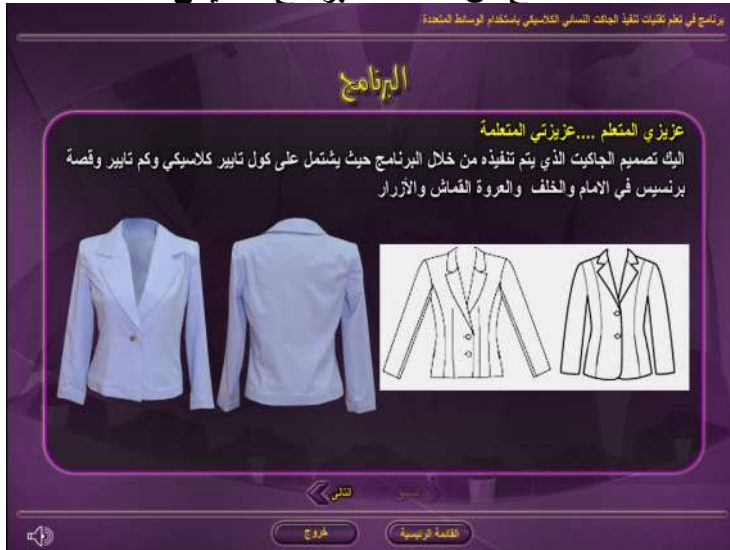 برنامج في تعلم تقنيات تنفيذ الجاكت النسائي الكلاسيكي باستخدام الوسائط المتعددة
البرنامج
عزيزي المتعلم ....عزيزتي المتعلمة
اليك تصميم الجاكيت الذي يتم تنفيذه من خلال البرنامج حيث يشتمل على كول تايير كلاسيكي وكم تايير وقصة
برنسيس في الامام والخلف والعروة القماش والأزرار
التالي
القائمة الرئيسية
خروج